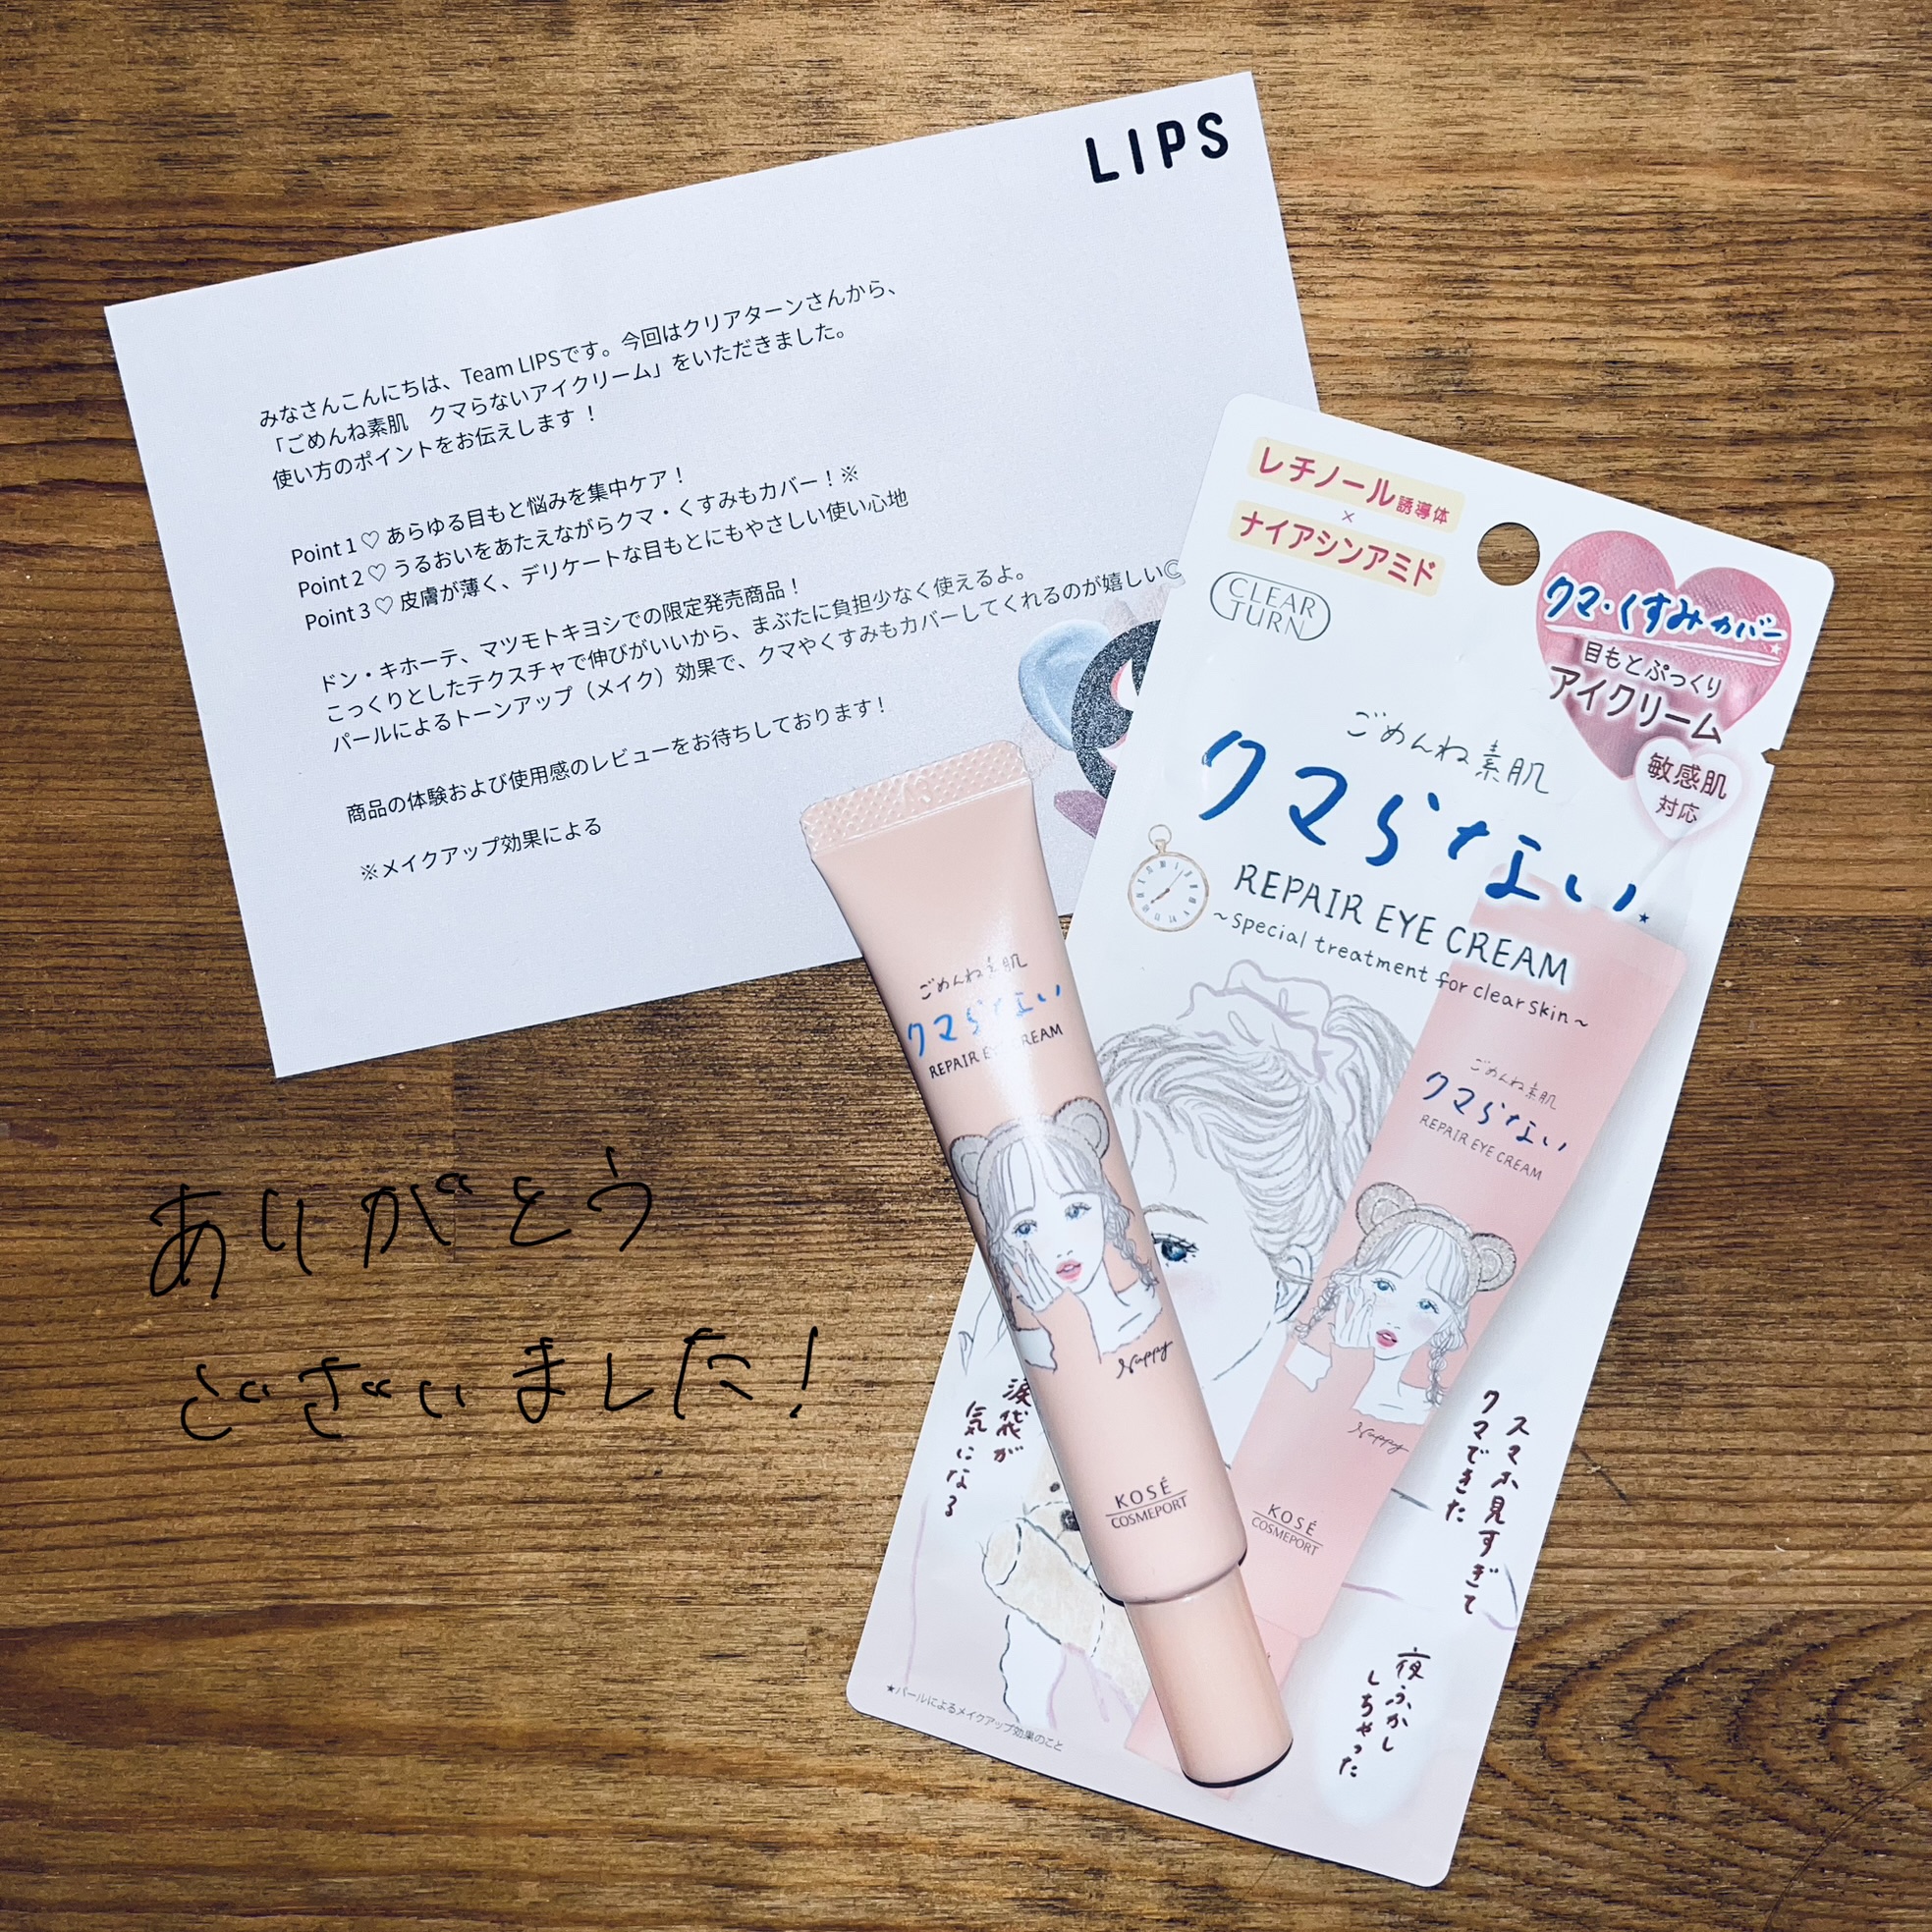 LIPS
みなさんこんにちは、Team LIPSです。今回はクリアターンさんから、
「ごめんね素肌　クマらないアイクリーム」をいただきました。
使い方のポイントをお伝えします！
Point 1♡ あらゆる目もと悩みを集中ケア！
Point 2♡ うるおいをあたえながらクマ・くすみもカバー！※
Point 3♡ 皮膚が薄く、デリケートな目もとにもやさしい使い心地
ドン・キホーテ、マツモトキヨシでの限定発売商品！
こっくりとしたテクスチャで伸びがいいから、まぶたに負担少なく使えるよ。
パールによるトーンアップ（メイク）効果で、クマやくすみもカバーしてくれるのが嬉しい
商品の体験および使用感のレビューをお待ちしております！
※メイクアップ効果による
レチノール誘導体
×
ナイアシンアミド
CLEAR
TURN
クマ・くすみカバー
目もとぷっくり
アイクリーム
敏感肌
対応
ごめんね素肌
クマらない
REPAIR EYE CREAM
~special treatment for clear skin~
ごめんね素肌
クマらない
REPAIR EYE CREAM
Nuppy
KOSÉ
COSMEPORT
ごめんね素肌
クマらない
REPAIR EYE CREAM
Nuppy
KOSÉ
COSMEPORT
涙袋が
気になる
スマホ見すぎて
クマできた
夜ふかし
しちゃった
★パールによるメイクアップ効果のこと
ありがとう
ございました！